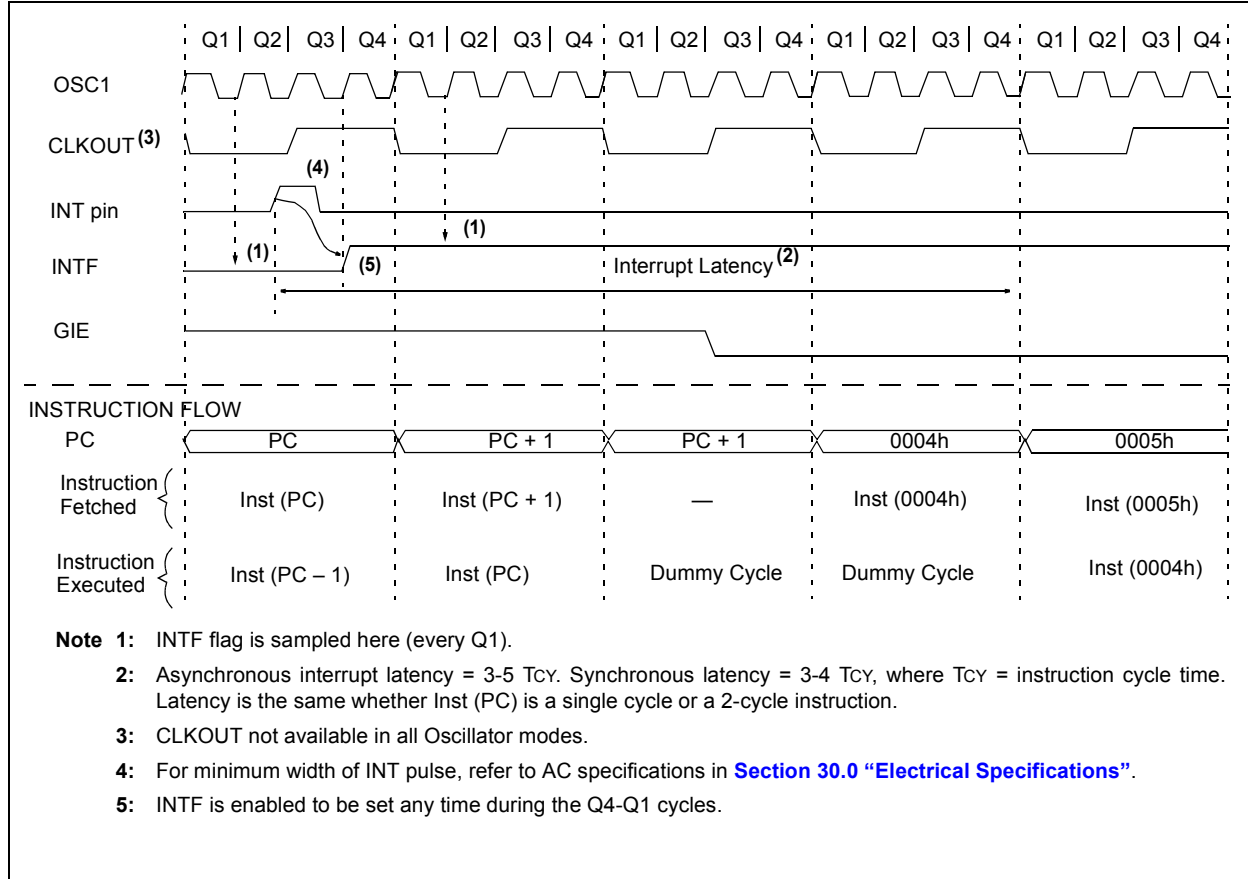 Q1 Q2 Q3 Q4 Q1 Q2 Q3 Q4 Q1 Q2 Q3 Q4 Q1 Q2 Q3 Q4 Q1 Q2 Q3 Q4
OSC1
CLKOUT (3)
(4)
INT pin
(1)
(1)
INTF
(5)
Interrupt Latency (2)
GIE
INSTRUCTION FLOW
PC
PC
PC + 1
PC + 1
0004h
0005h
Instruction
Fetched
Inst (PC)
Inst (PC + 1)
—
Inst (0004h)
Inst (0005h)
Instruction
Executed
Inst (PC – 1)
Inst (PC)
Dummy Cycle
Dummy Cycle
Inst (0004h)
Note 1: INTF flag is sampled here (every Q1).
2: Asynchronous interrupt latency = 3-5 TCY. Synchronous latency = 3-4 TCY, where TCY = instruction cycle time.
Latency is the same whether Inst (PC) is a single cycle or a 2-cycle instruction.
3: CLKOUT not available in all Oscillator modes.
4: For minimum width of INT pulse, refer to AC specifications in Section 30.0 “Electrical Specifications”.
5: INTF is enabled to be set any time during the Q4-Q1 cycles.